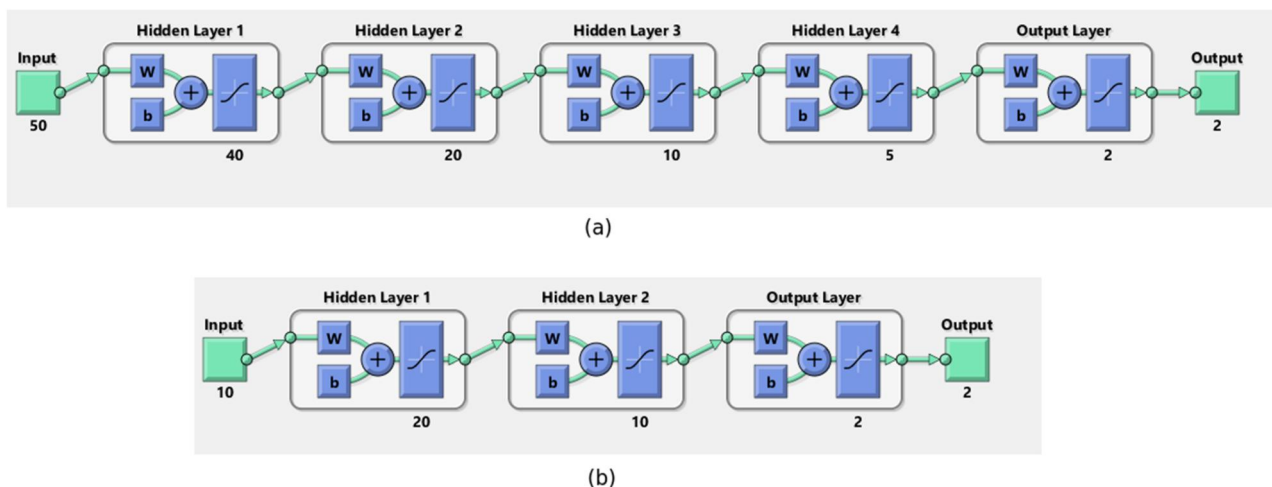 Hidden Layer 1
Hidden Layer 2
Hidden Layer 3
Hidden Layer 4
Output Layer
Input
Output
W
b
+
W
b
+
W
b
+
W
b
+
W
b
+
50
40
20
10
5
2
2
(a)
Hidden Layer 1
Hidden Layer 2
Output Layer
Input
Output
W
b
+
W
b
+
W
b
+
10
20
10
2
2
(b)